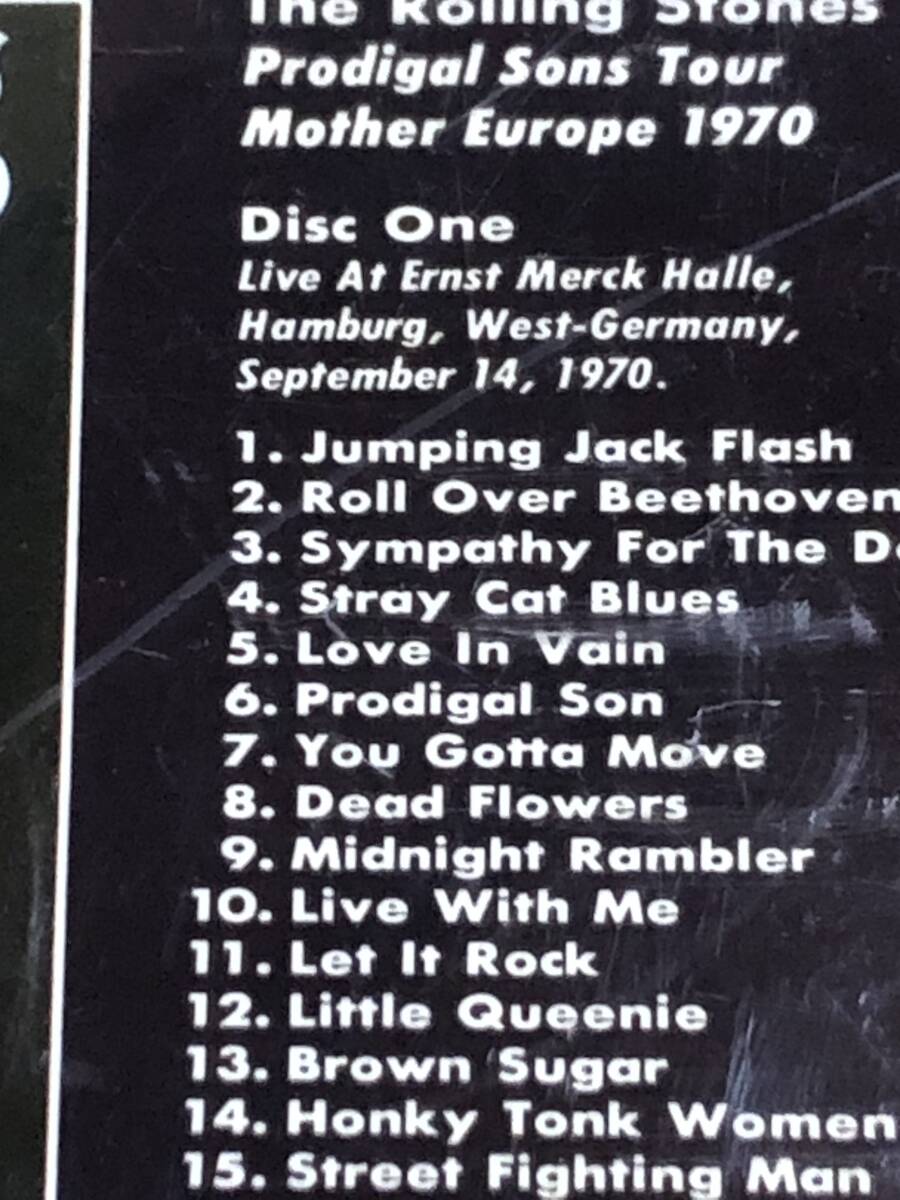 The Rolling Stones
Prodigal Sons Tour
Mother Europe 1970
Disc One
Live At Ernst Merck Halle,
Hamburg, West-Germany,
September 14, 1970.
1. Jumping Jack Flash
2. Roll Over Beethoven
3. Sympathy For The
4. Stray Cat Blues
5. Love In Vain
6. Prodigal Son
7. You Gotta Move
8. Dead Flowers
9. Midnight Rambler
10. Live With Me
11. Let It Rock
12. Little Queenie
13. Brown Sugar
14. Honky Tonk Women
15. Street Fighting Man